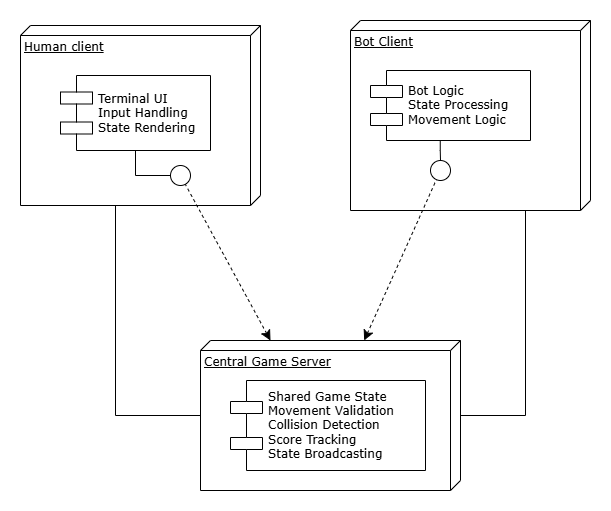 Human client
Terminal UI
Input Handling
State Rendering
Bot Client
Bot Logic
State Processing
Movement Logic
Central Game Server
Shared Game State
Movement Validation
Collision Detection
Score Tracking
State Broadcasting